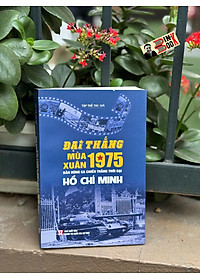 TẬP THỂ TÁC GIẢ
ĐẠI THẮNG
MÙA XUÂN 1975
BẢN HÙNG CA CHIẾN THẮNG THỜI ĐẠI
HỒ CHÍ MINH